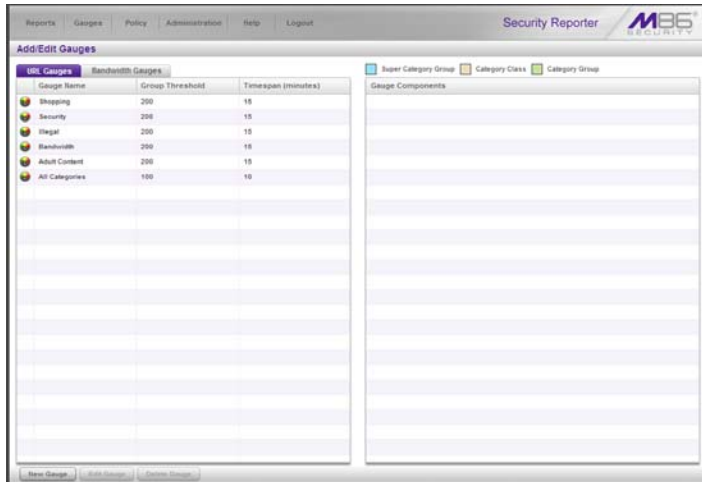 Reports Gauges Policy Administration Help Logout
Security Reporter
M86
SECURITY
Add/Edit Gauges
URL Gauges Bandwidth Gauges
Super Category Group Category Class Category Group
Gauge Name Group Threshold Timespan (minutes)
Gauge Components
Shopping 200 15
Security 200 15
Illegal 200 15
Bandwidth 200 15
Adult Content 200 15
All Categories 100 10
New Gauge Edit Gauge Delete Gauge